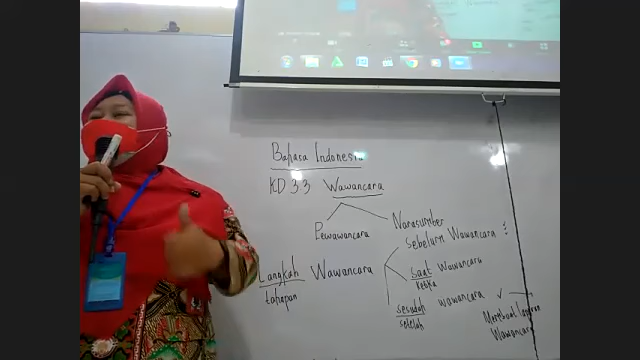 Bahasa Indonesia
KD 3.3 Wawancara
Pewawancara
Narasumber
Langkah Wawancara
tahapan
Sebelum Wawancara :
Saat Wawancara
ketika
sesudah wawancara
setelah
Membuat laporan
Wawancara